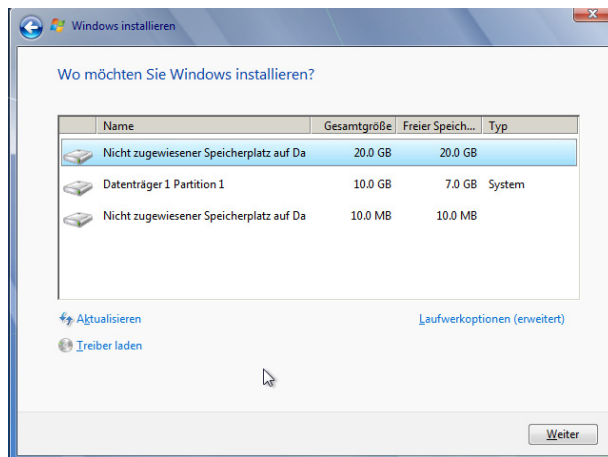 Windows installieren
Wo möchten Sie Windows installieren?
Name Gesamtgröße Freier Speich... Typ
Nicht zugewiesener Speicherplatz auf Da 20.0 GB 20.0 GB
Datenträger 1 Partition 1 10.0 GB 7.0 GB System
Nicht zugewiesener Speicherplatz auf Da 10.0 MB 10.0 MB
Aktualisieren Laufwerkoptionen (erweitert)
Treiber laden
Weiter